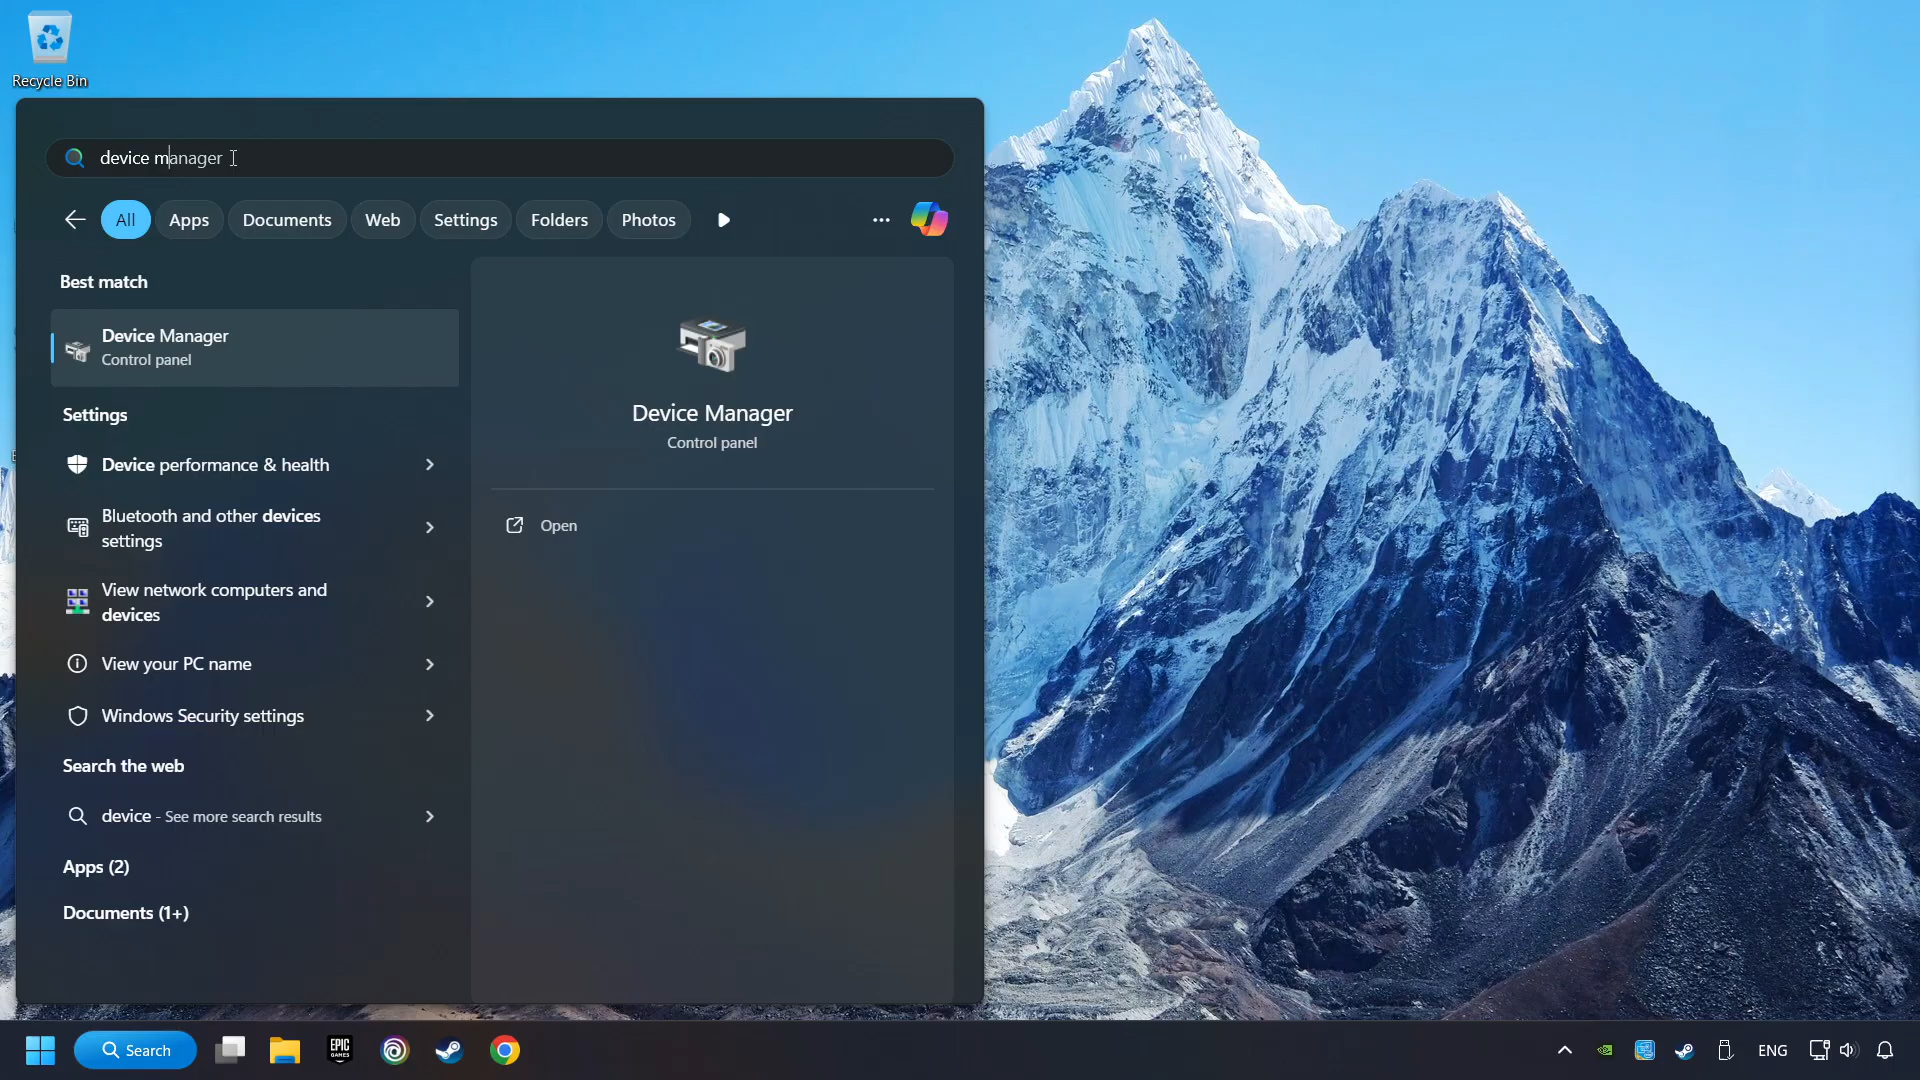 Recycle Bin
device manager
All
Apps
Documents
Web
Settings
Folders
Photos
Best match
Device Manager
Control panel
Settings
Device performance & health
Bluetooth and other devices
settings
View network computers and
devices
View your PC name
Windows Security settings
Search the web
device - See more search results
Apps (2)
Documents (1+)
Device Manager
Control panel
Open
Search
EPIC
GAMES
ENG